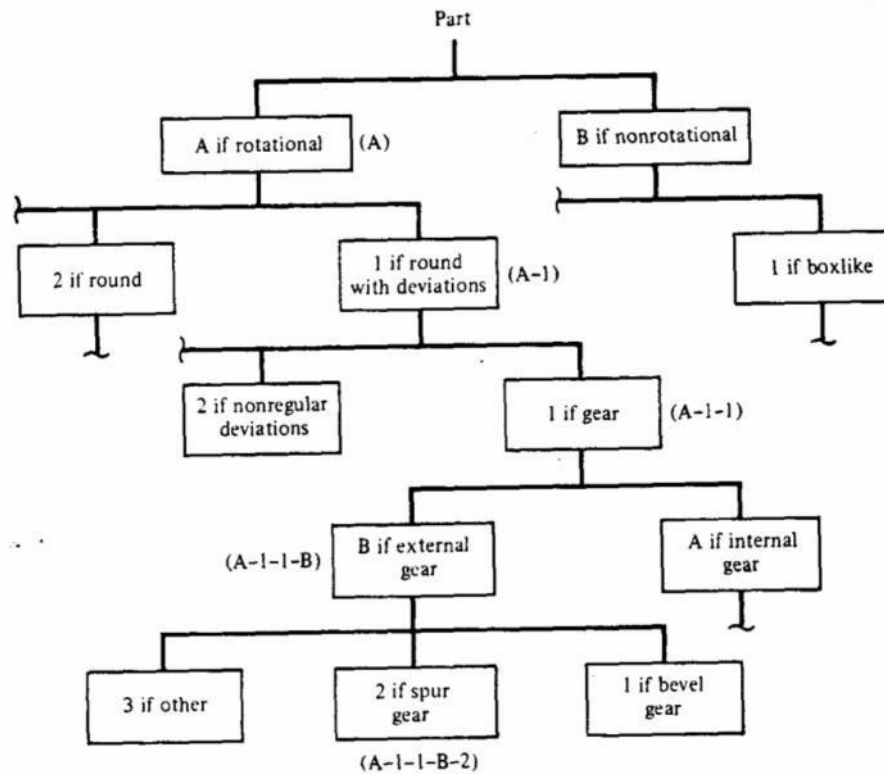 Part
A if rotational
(A)
B if nonrotational
2 if round
1 if round
with deviations
(A-1)
1 if boxlike
2 if nonregular
deviations
1 if gear
(A-1-1)
(A-1-1-B)
B if external
gear
A if internal
gear
3 if other
2 if spur
gear
1 if bevel
gear
(A-1-1-B-2)